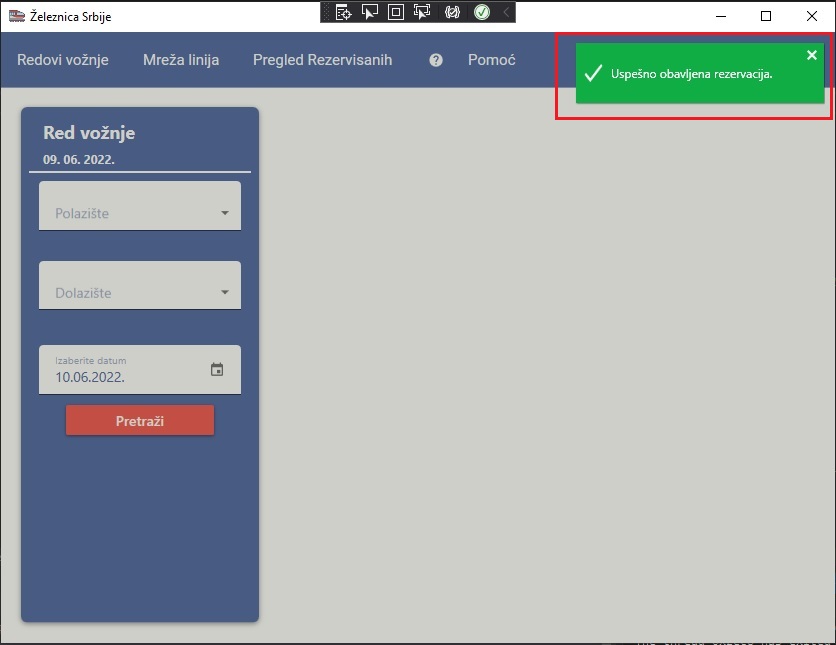 Železnica Srbije
Redovi vožnje
Mreža linija
Pregled Rezervisanih
Pomoć
Uspešno obavljena rezervacija.
Red vožnje
09. 06. 2022.
Polazište
Dolazište
Izaberite datum
10.06.2022.
Pretraži